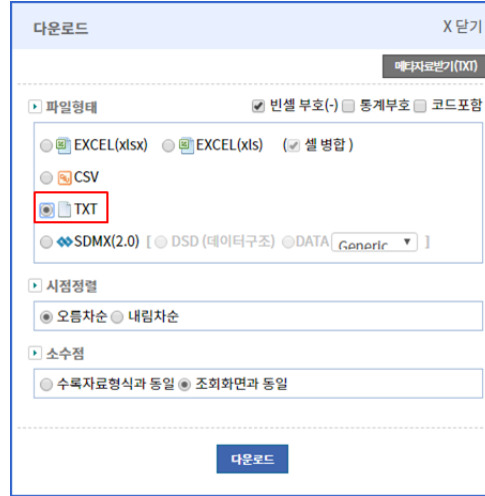 다운로드 X 닫기
메타자료받기(TXT)
파일형태 빈셀 부호(-) 통계부호 코드포함
EXCEL(xlsx) EXCEL(xls) (셀 병합)
CSV
TXT
SDMX(2.0) [ DSD (데이터구조) DATA Generic ]
시점정렬
오름차순 내림차순
소수점
수록자료형식과 동일 조회화면과 동일
다운로드